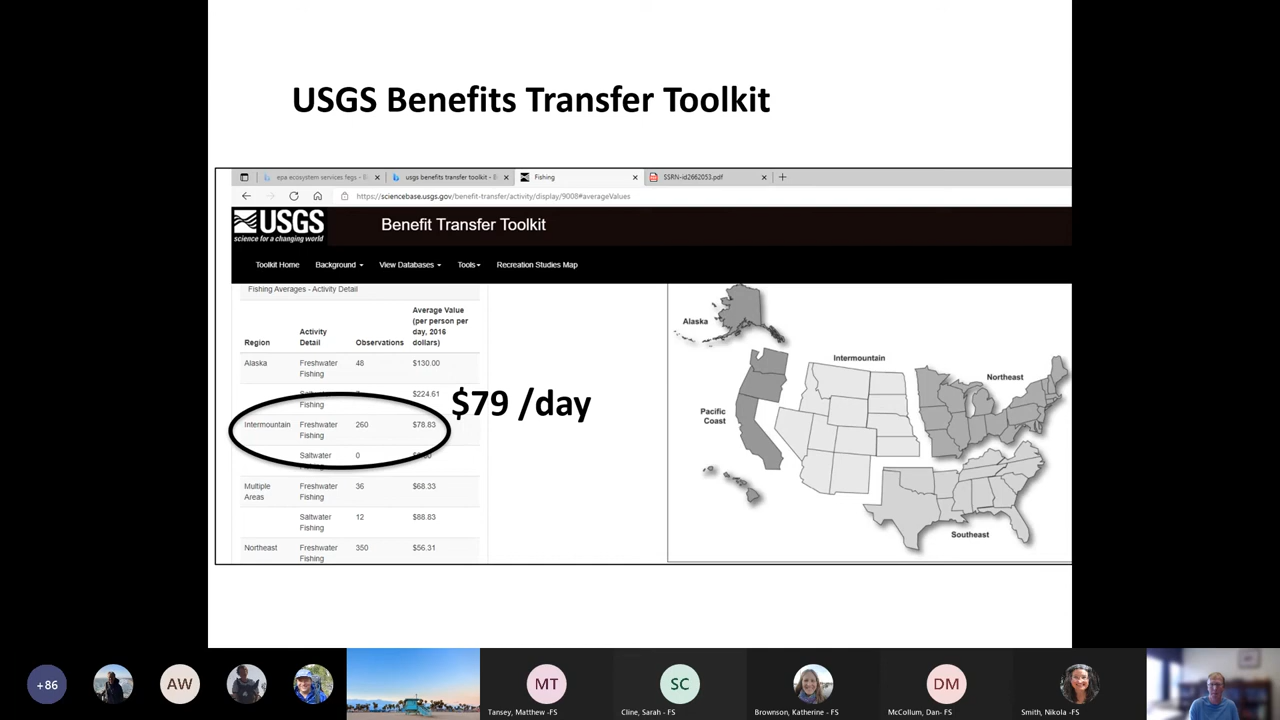 USGS Benefits Transfer Toolkit
epa ecosystem services fegs - B
usgs benefits transfer toolkit - B
Fishing
SSRN-id2662053.pdf
https://sciencebase.usgs.gov/benefit-transfer/activity/display/9008#averageValues
USGS
science for a changing world
Benefit Transfer Toolkit
Toolkit Home
Background
View Databases
Tools
Recreation Studies Map
Fishing Averages - Activity Detail
Region
Activity
Detail
Observations
Average Value
(per person per
day, 2016
dollars)
Alaska
Freshwater
Fishing
48
$130.00
Fishing
$224.61
Intermountain
Freshwater
Fishing
260
$78.83
Saltwater
0
Multiple
Areas
Freshwater
Fishing
36
$68.33
Saltwater
Fishing
12
$88.83
Northeast
Freshwater
Fishing
350
$56.31
$79 /day
Alaska
Intermountain
Northeast
Pacific
Coast
Southeast
+86
AW
MT
Tansey, Matthew -FS
SC
Cline, Sarah - FS
Brownson, Katherine - FS
DM
McCollum, Dan- FS
Smith, Nikola -FS